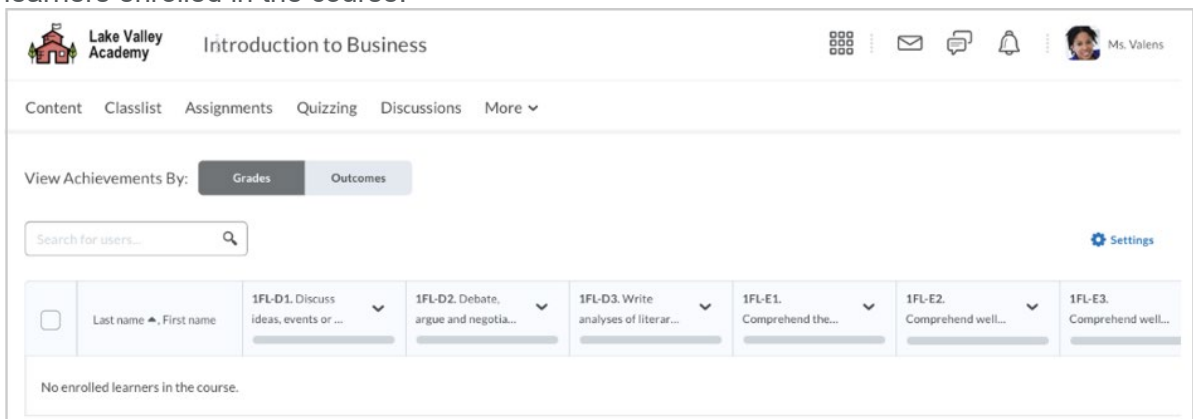 learners enrolled in the course.
Lake Valley
Academy
Introduction to Business
Ms. Valens
Content Classlist Assignments Quizzing Discussions More
View Achievements By: Grades Outcomes
Search for users...
Settings
Last name, First name
1FL-D1. Discuss
ideas, events or ...
1FL-D2. Debate,
argue and negotia...
1FL-D3. Write
analyses of literar...
1FL-E1.
Comprehend the...
1FL-E2.
Comprehend well...
1FL-E3.
Comprehend well...
No enrolled learners in the course.